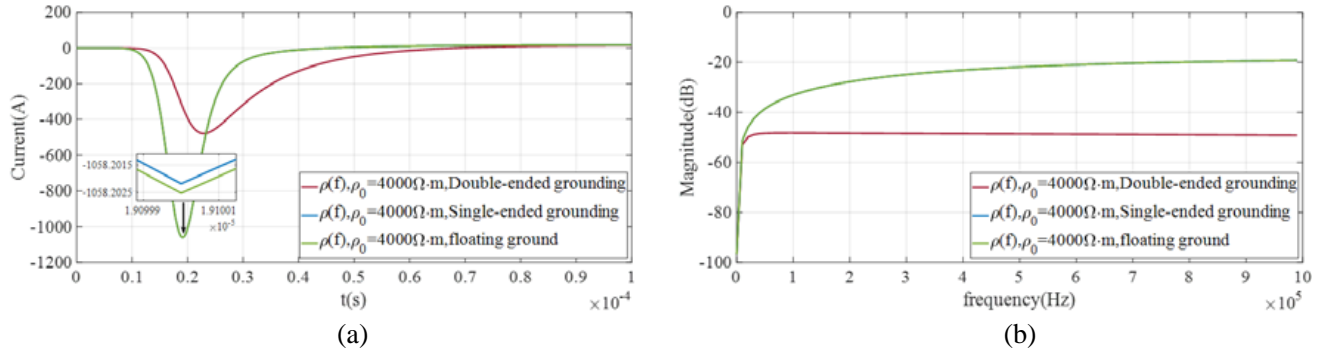 200
0
-200
-400
-600
-800
-1000
-1200
Current(A)
-1058.2015
-1058.2025
1.90999 1.91001
×10⁻⁵
ρ(f),ρ₀=4000Ω·m,Double-ended grounding
ρ(f),ρ₀=4000Ω·m,Single-ended grounding
ρ(f),ρ₀=4000Ω·m,floating ground
0 0.1 0.2 0.3 0.4 0.5 0.6 0.7 0.8 0.9 1
t(s)
×10⁻⁴
(a)
0
-20
-40
-60
-80
-100
Magnitude(dB)
ρ(f),ρ₀=4000Ω·m,Double-ended grounding
ρ(f),ρ₀=4000Ω·m,Single-ended grounding
ρ(f),ρ₀=4000Ω·m,floating ground
0 1 2 3 4 5 6 7 8 9 10
frequency(Hz)
×10⁵
(b)